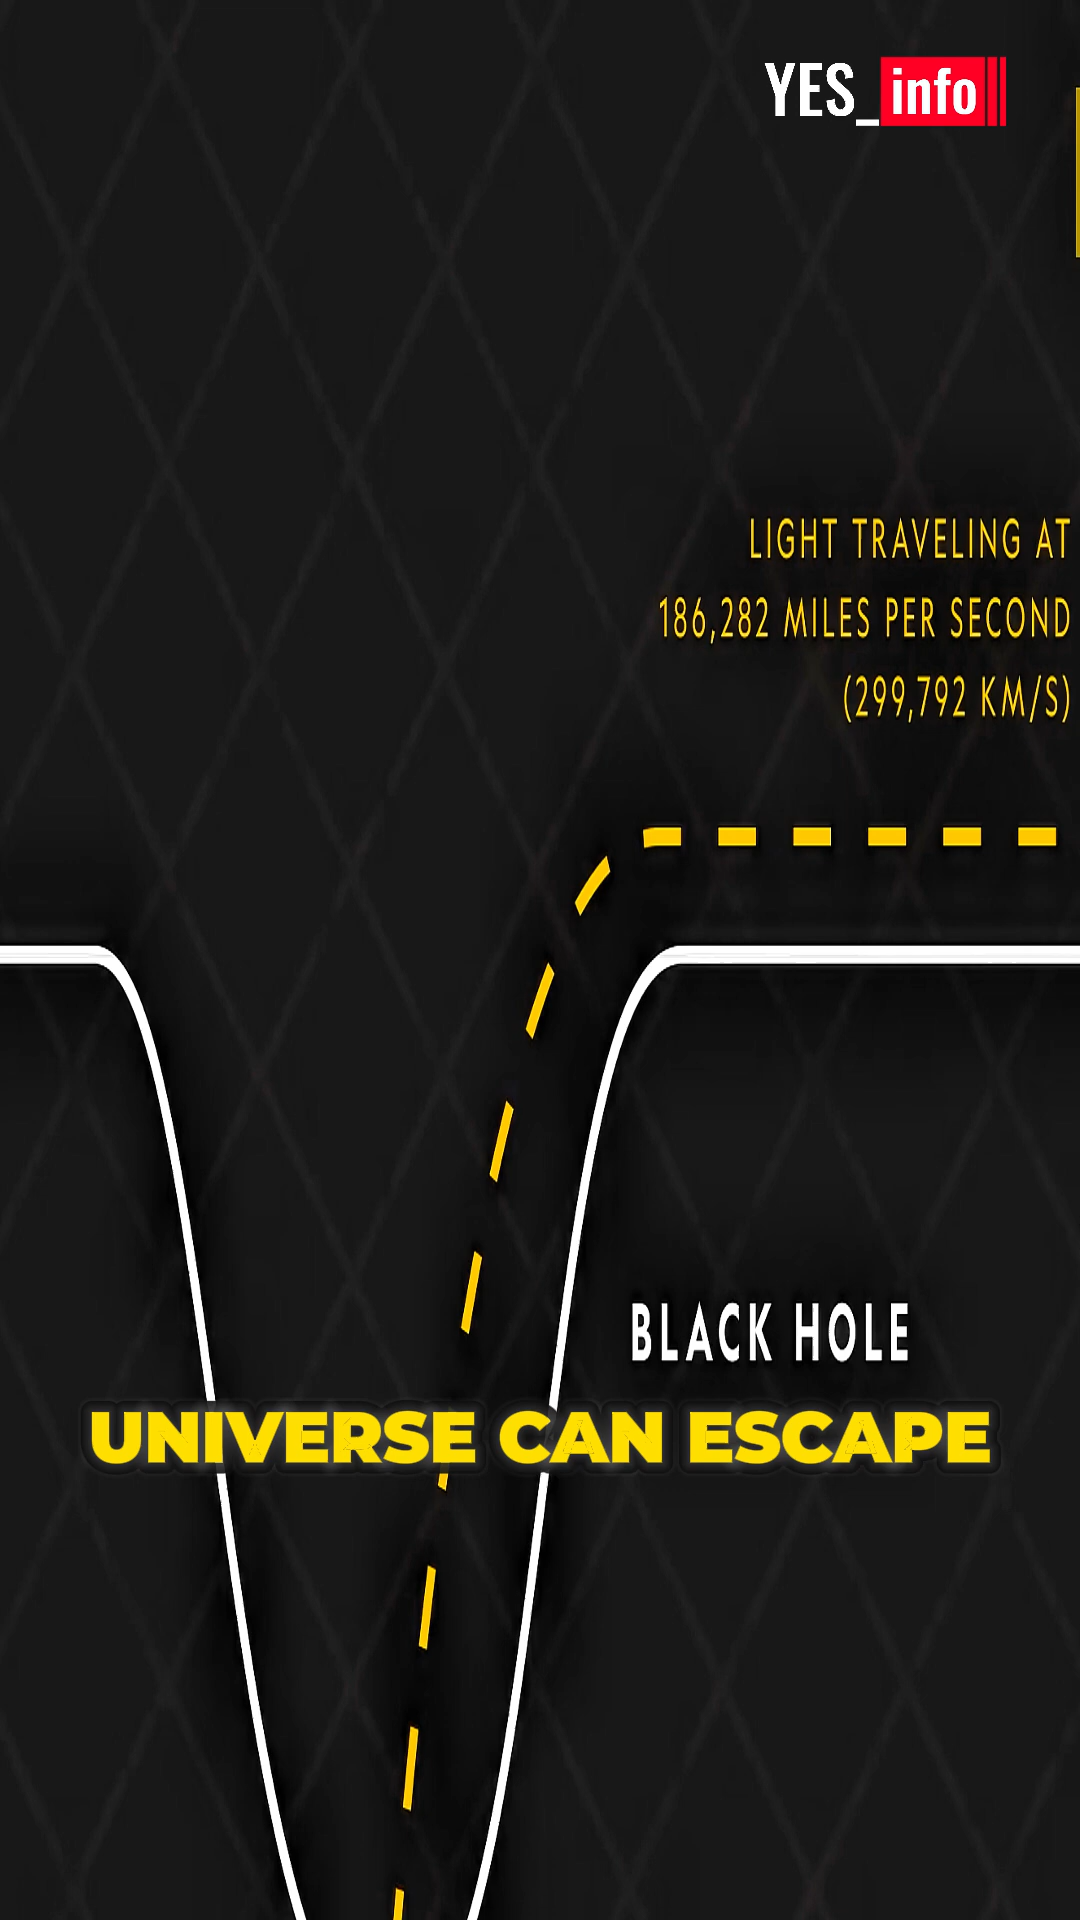 YES_info
LIGHT TRAVELING AT
186,282 MILES PER SECOND
(299,792 KM/S)
BLACK HOLE
UNIVERSE CAN ESCAPE